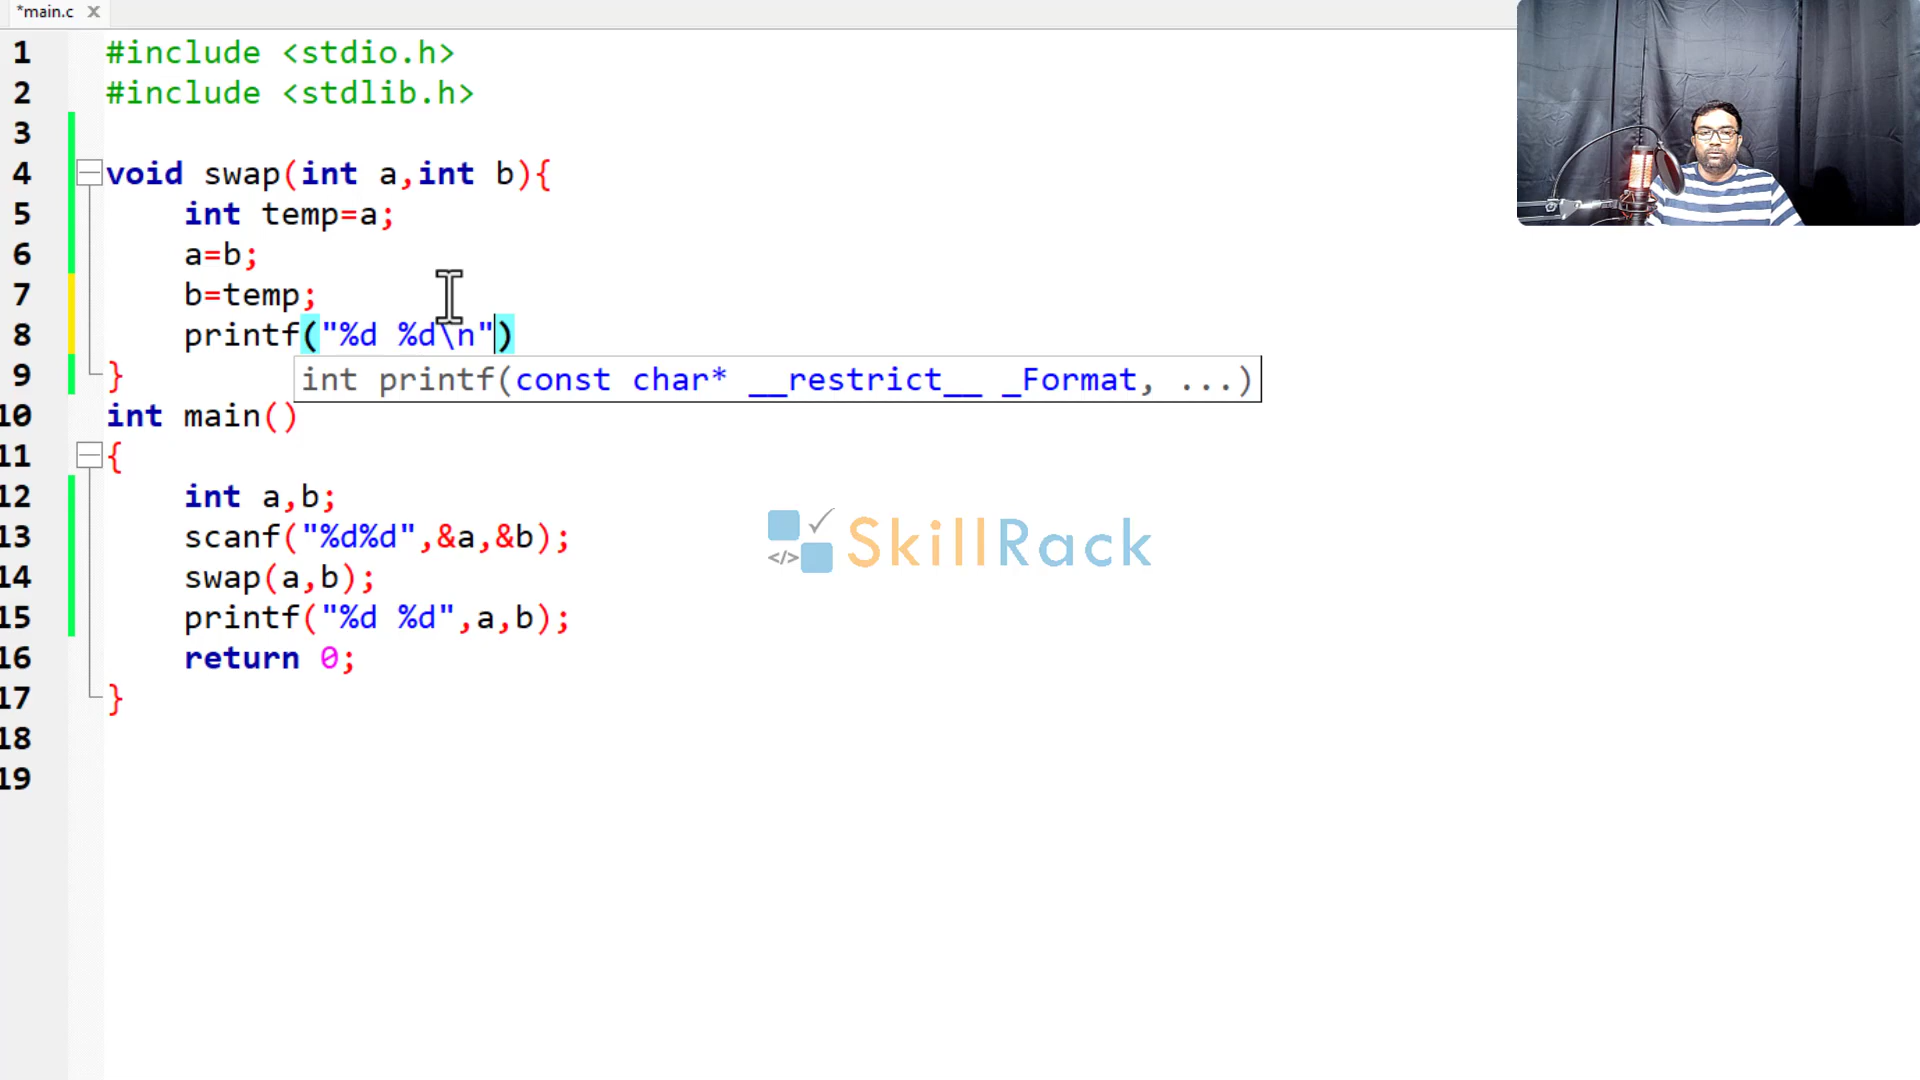 *main.c X
1 #include <stdio.h>
2 #include <stdlib.h>
3
4 void swap(int a,int b){
5 int temp=a;
6 a=b;
7 b=temp;
8 printf("%d %d\n")
int printf(const char* __restrict__ _Format, ...)
9 }
10 int main()
11 {
12 int a,b;
13 scanf("%d%d",&a,&b);
14 swap(a,b);
15 printf("%d %d",a,b);
16 return 0;
17 }
18
19
</> SkillRack